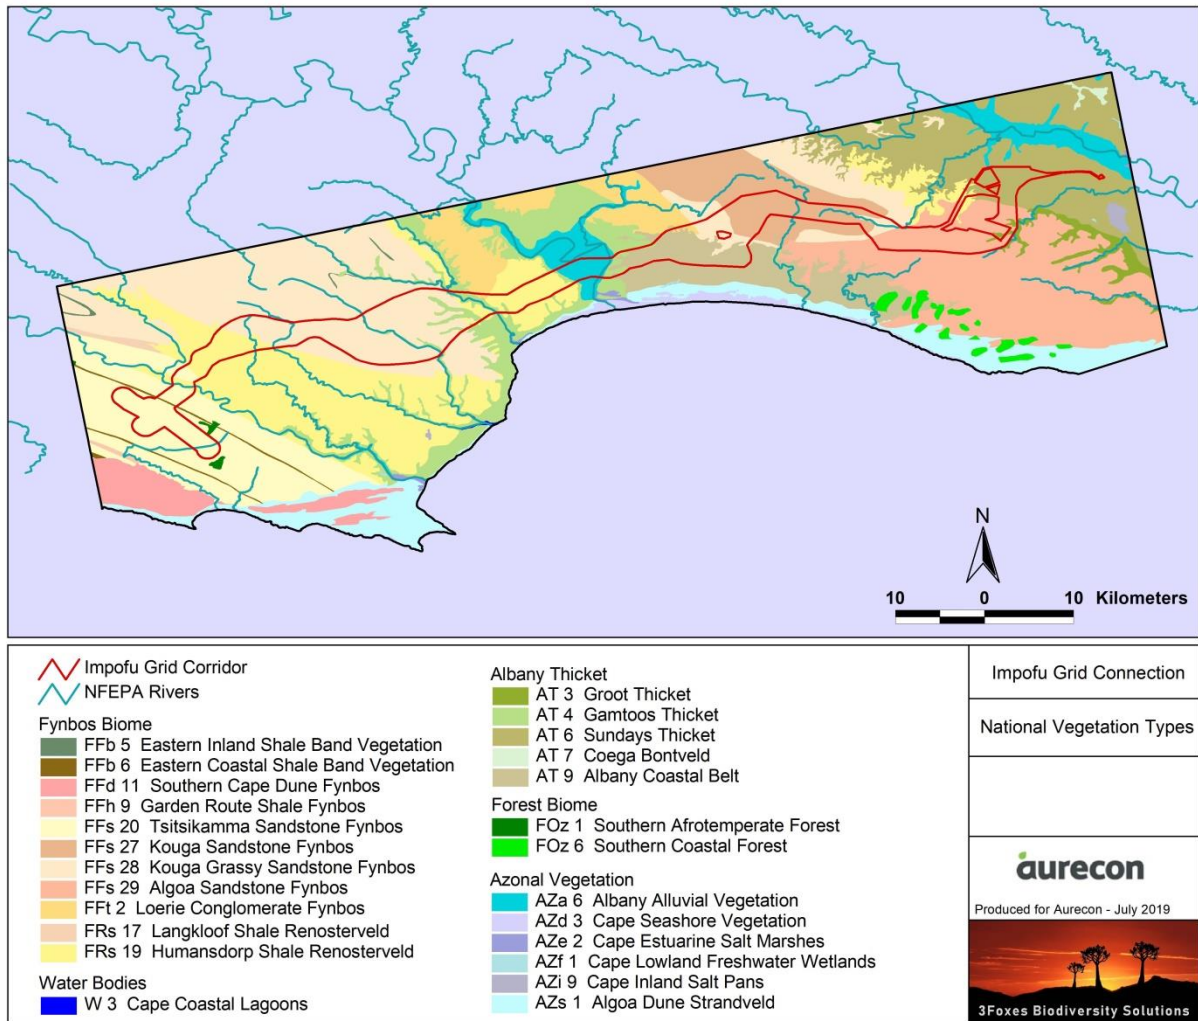 N
10 0 10 Kilometers
Impofu Grid Corridor
NFEPA Rivers
Fynbos Biome
FFb 5 Eastern Inland Shale Band Vegetation
FFb 6 Eastern Coastal Shale Band Vegetation
FFd 11 Southern Cape Dune Fynbos
FFh 9 Garden Route Shale Fynbos
FFs 20 Tsitsikamma Sandstone Fynbos
FFs 27 Kouga Sandstone Fynbos
FFs 28 Kouga Grassy Sandstone Fynbos
FFs 29 Algoa Sandstone Fynbos
FFt 2 Loerie Conglomerate Fynbos
FRs 17 Langkloof Shale Renosterveld
FRs 19 Humansdorp Shale Renosterveld
Water Bodies
W 3 Cape Coastal Lagoons
Albany Thicket
AT 3 Groot Thicket
AT 4 Gamtoos Thicket
AT 6 Sundays Thicket
AT 7 Coega Bontveld
AT 9 Albany Coastal Belt
Forest Biome
FOz 1 Southern Afrotemperate Forest
FOz 6 Southern Coastal Forest
Azonal Vegetation
AZa 6 Albany Alluvial Vegetation
AZd 3 Cape Seashore Vegetation
AZe 2 Cape Estuarine Salt Marshes
AZf 1 Cape Lowland Freshwater Wetlands
AZi 9 Cape Inland Salt Pans
AZs 1 Algoa Dune Strandveld
Impofu Grid Connection
National Vegetation Types
aurecon
Produced for Aurecon - July 2019
3Foxes Biodiversity Solutions